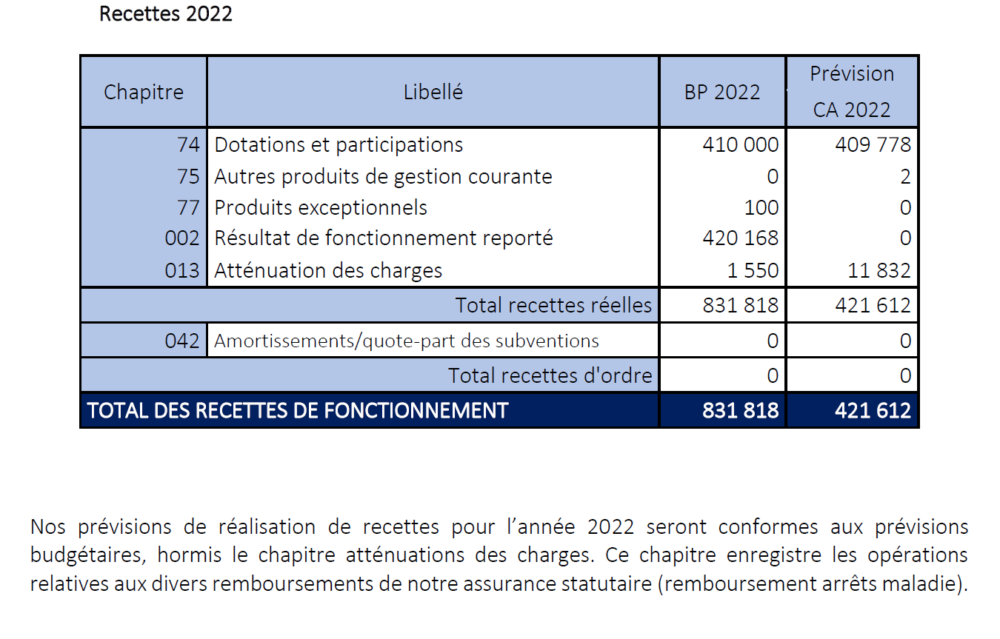 Recettes 2022
Chapitre Libellé BP 2022 Prévision CA 2022
74 Dotations et participations 410 000 409 778
75 Autres produits de gestion courante 0 2
77 Produits exceptionnels 100 0
002 Résultat de fonctionnement reporté 420 168 0
013 Atténuation des charges 1 550 11 832
Total recettes réelles 831 818 421 612
042 Amortissements/quote-part des subventions 0 0
Total recettes d'ordre 0 0
TOTAL DES RECETTES DE FONCTIONNEMENT 831 818 421 612
Nos prévisions de réalisation de recettes pour l’année 2022 seront conformes aux prévisions
budgétaires, hormis le chapitre atténuations des charges. Ce chapitre enregistre les opérations
relatives aux divers remboursements de notre assurance statutaire (remboursement arrêts maladie).